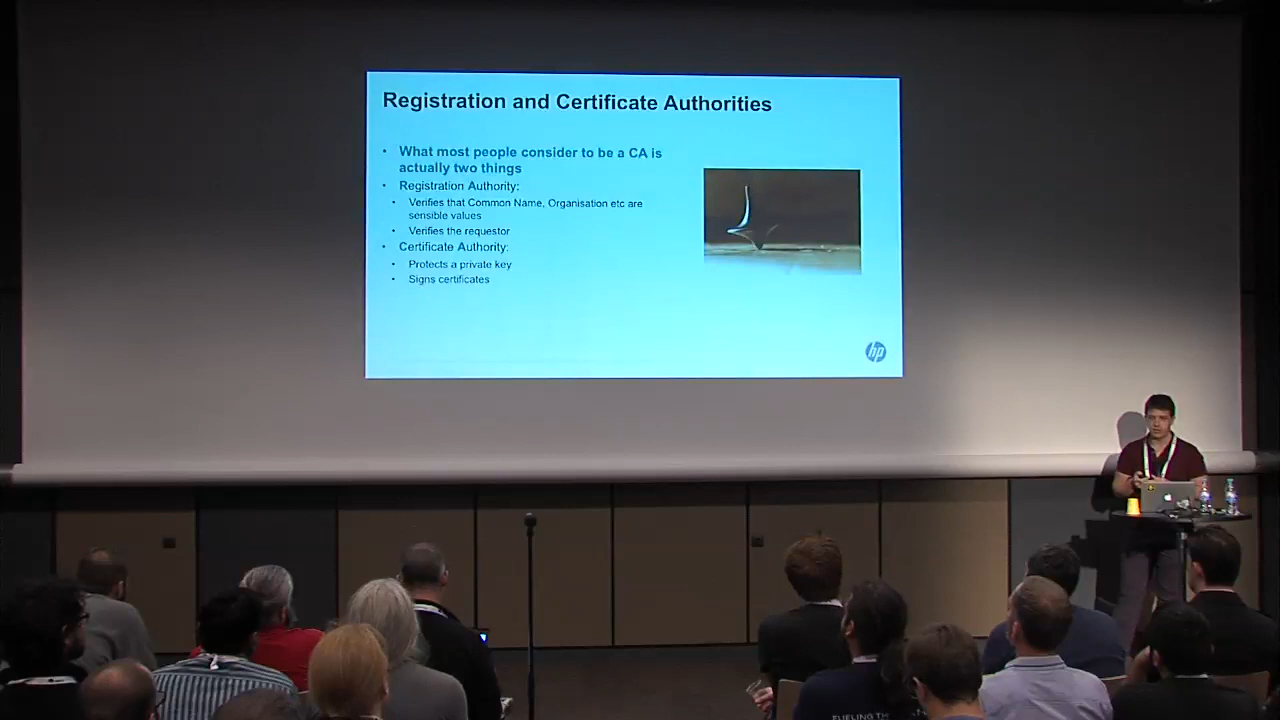 Registration and Certificate Authorities
• What most people consider to be a CA is
actually two things
• Registration Authority:
• Verifies that Common Name, Organisation etc are
sensible values
• Verifies the requestor
• Certificate Authority:
• Protects a private key
• Signs certificates
hp
FUELING